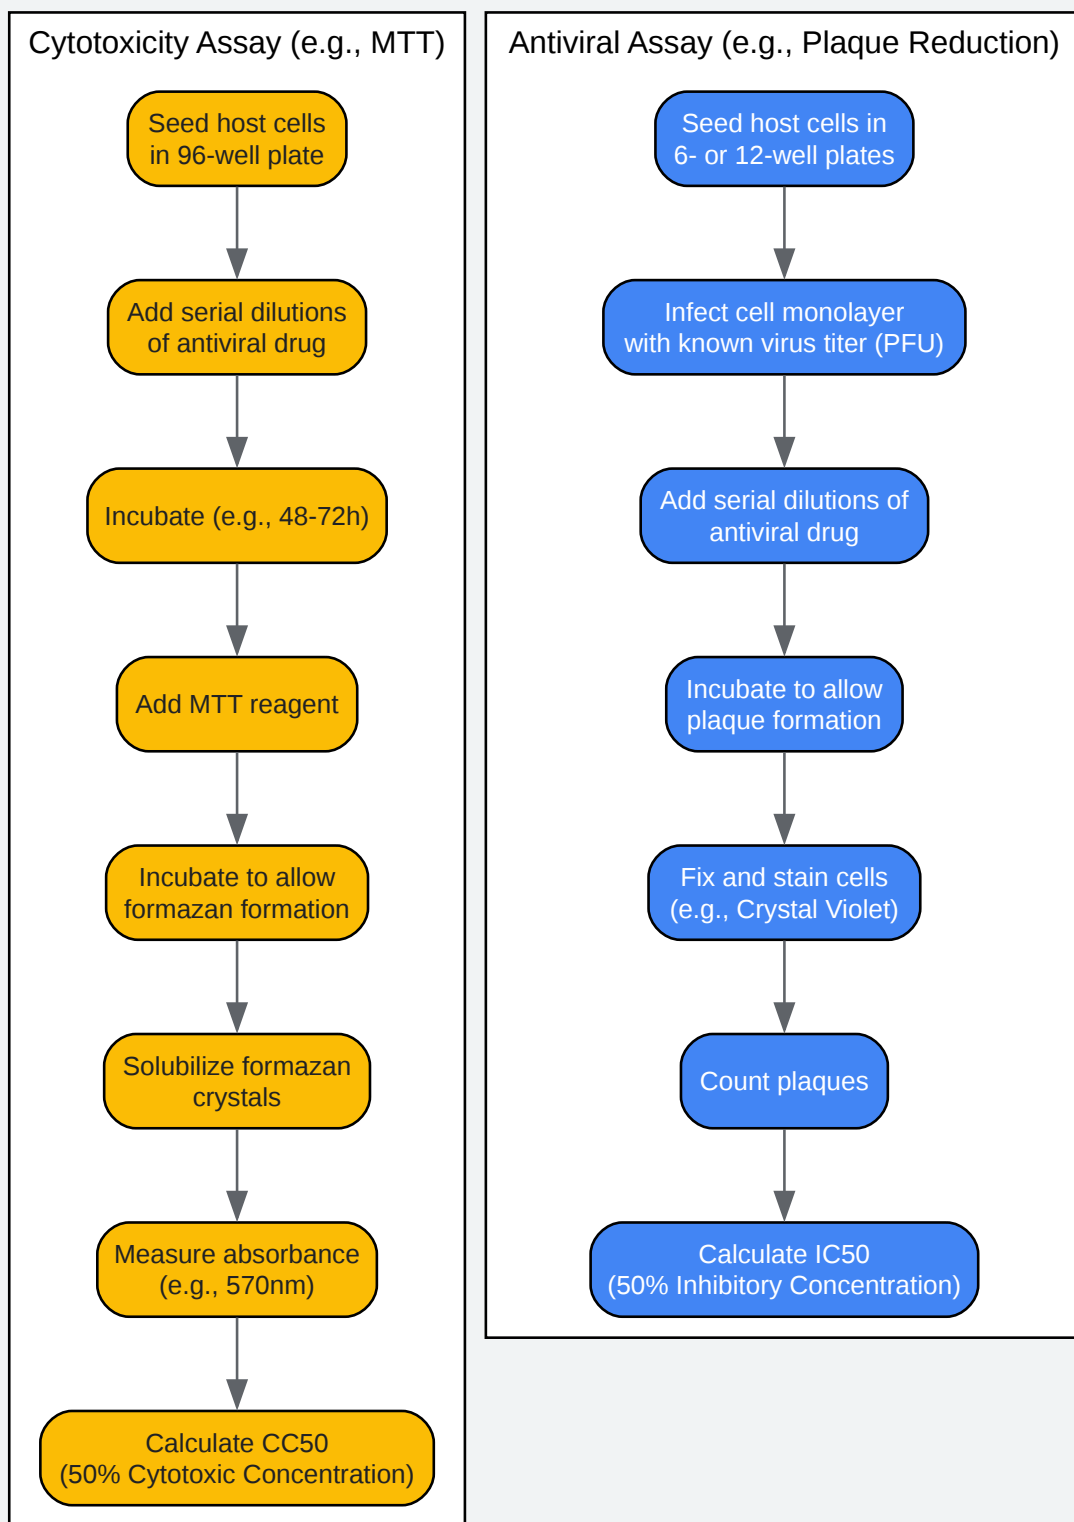 Cytotoxicity Assay (e.g., MTT)
Seed host cells
in 96-well plate
Add serial dilutions
of antiviral drug
Incubate (e.g., 48-72h)
Add MTT reagent
Incubate to allow
formazan formation
Solubilize formazan
crystals
Measure absorbance
(e.g., 570nm)
Calculate CC50
(50% Cytotoxic Concentration)
Antiviral Assay (e.g., Plaque Reduction)
Seed host cells in
6- or 12-well plates
Infect cell monolayer
with known virus titer (PFU)
Add serial dilutions of
antiviral drug
Incubate to allow
plaque formation
Fix and stain cells
(e.g., Crystal Violet)
Count plaques
Calculate IC50
(50% Inhibitory Concentration)